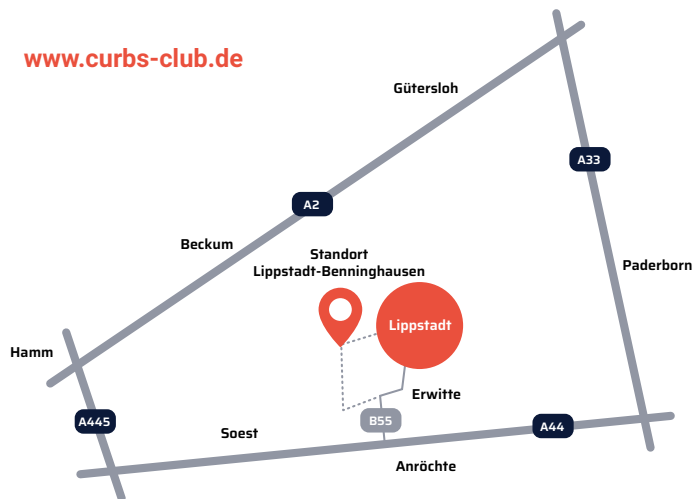 www.curbs-club.de
Gütersloh
A33
A2
Beckum
Standort
Lippstadt-Benninghausen
Paderborn
Lippstadt
Hamm
Erwitte
A445
B55
A44
Soest
Anröchte